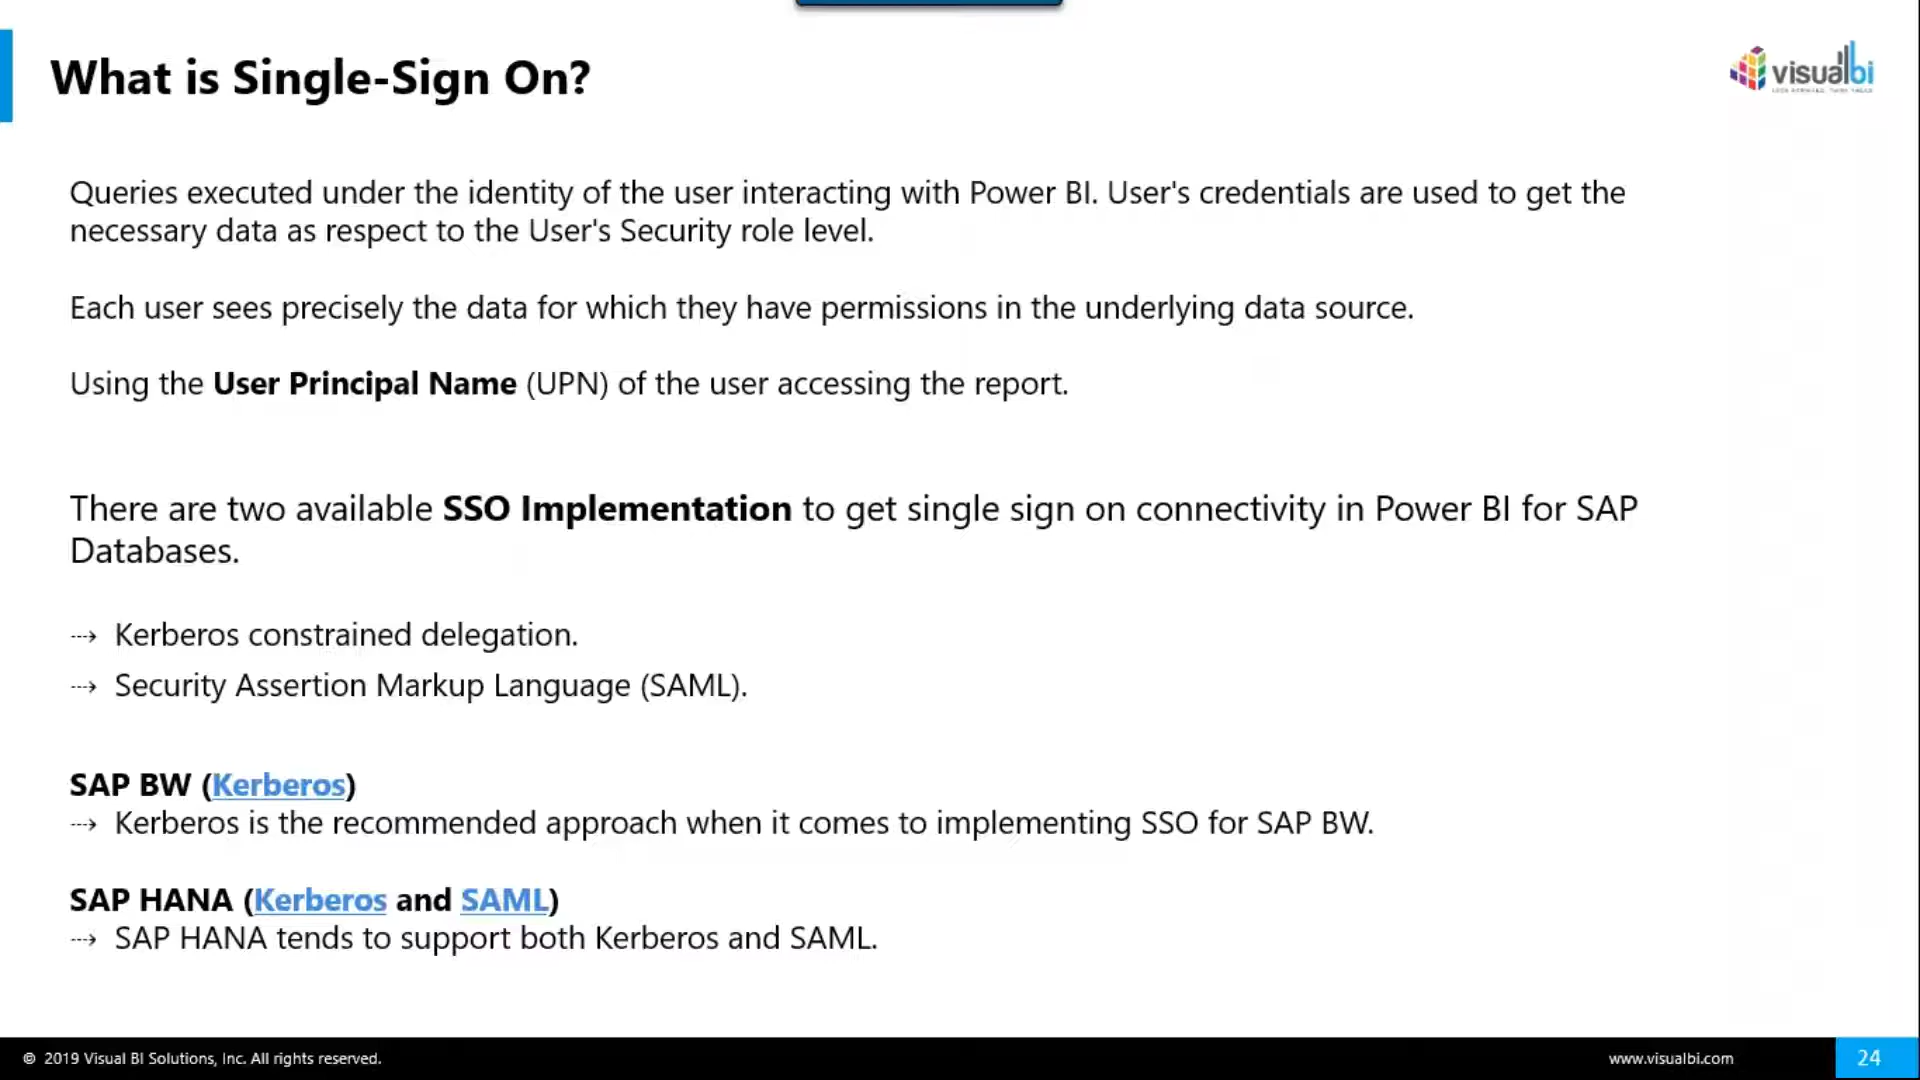 What is Single-Sign On?
visualbi
Queries executed under the identity of the user interacting with Power BI. User's credentials are used to get the
necessary data as respect to the User's Security role level.
Each user sees precisely the data for which they have permissions in the underlying data source.
Using the User Principal Name (UPN) of the user accessing the report.
There are two available SSO Implementation to get single sign on connectivity in Power BI for SAP
Databases.
⤏ Kerberos constrained delegation.
⤏ Security Assertion Markup Language (SAML).
SAP BW (Kerberos)
⤏ Kerberos is the recommended approach when it comes to implementing SSO for SAP BW.
SAP HANA (Kerberos and SAML)
⤏ SAP HANA tends to support both Kerberos and SAML.
© 2019 Visual BI Solutions, Inc. All rights reserved.
www.visualbi.com
24